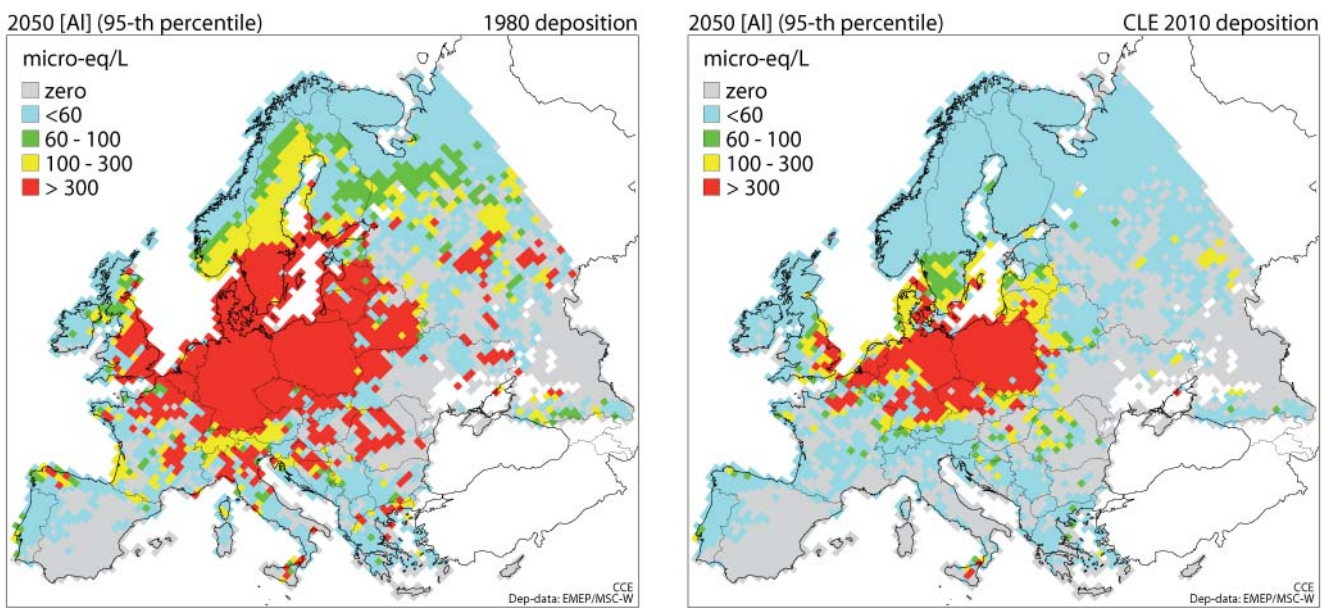 2050 [Al] (95-th percentile) 1980 deposition
micro-eq/L
zero
<60
60 - 100
100 - 300
> 300
CCE
Dep-data: EMEP/MSC-W
2050 [Al] (95-th percentile) CLE 2010 deposition
micro-eq/L
zero
<60
60 - 100
100 - 300
> 300
CCE
Dep-data: EMEP/MSC-W